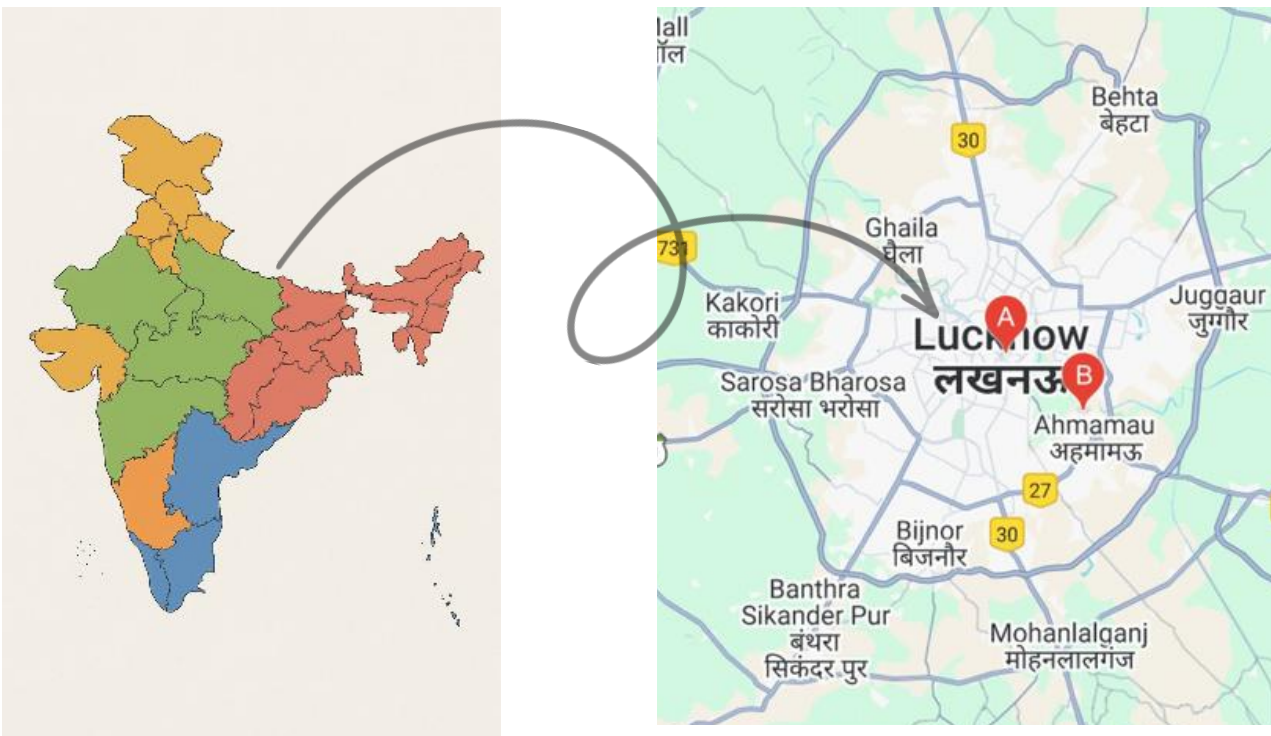 30
Behta
बेहटा
Ghaila
घैला
731
Kakori
काकोरी
Juggaur
जुग्गौर
A
Lucknow
लखनऊ
B
Sarosa Bharosa
सरोसा भरोसा
Ahmamau
अहमामऊ
27
Bijnor
बिजनौर
30
Banthra
Sikander Pur
बंथरा
सिकंदर पुर
Mohanlalganj
मोहनलालगंज